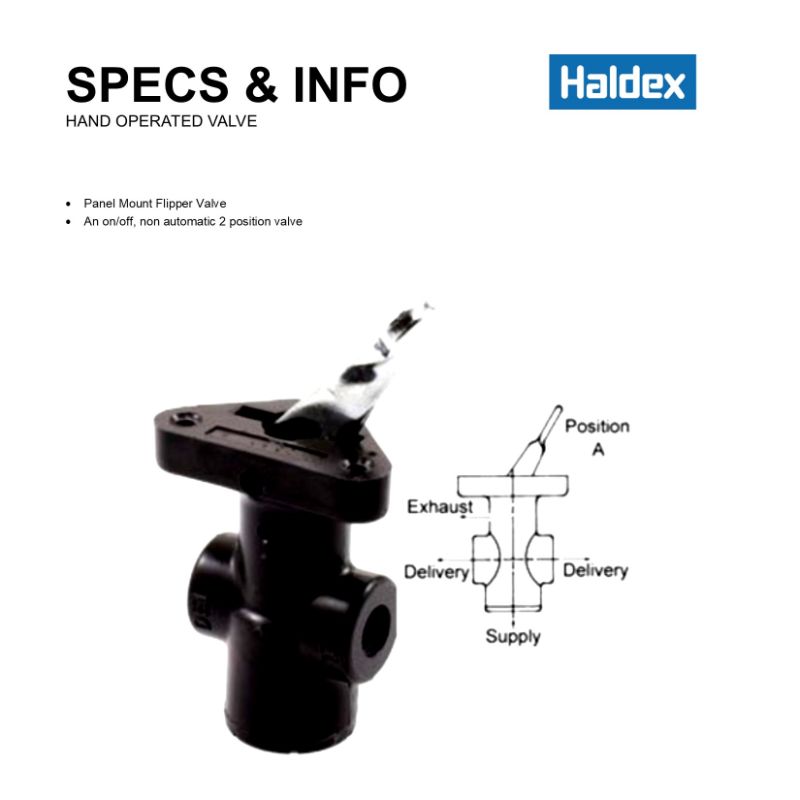 SPECS & INFO
Haldex
HAND OPERATED VALVE
• Panel Mount Flipper Valve
• An on/off, non automatic 2 position valve
Position
A
Exhaust
Delivery
Delivery
Supply
DEL